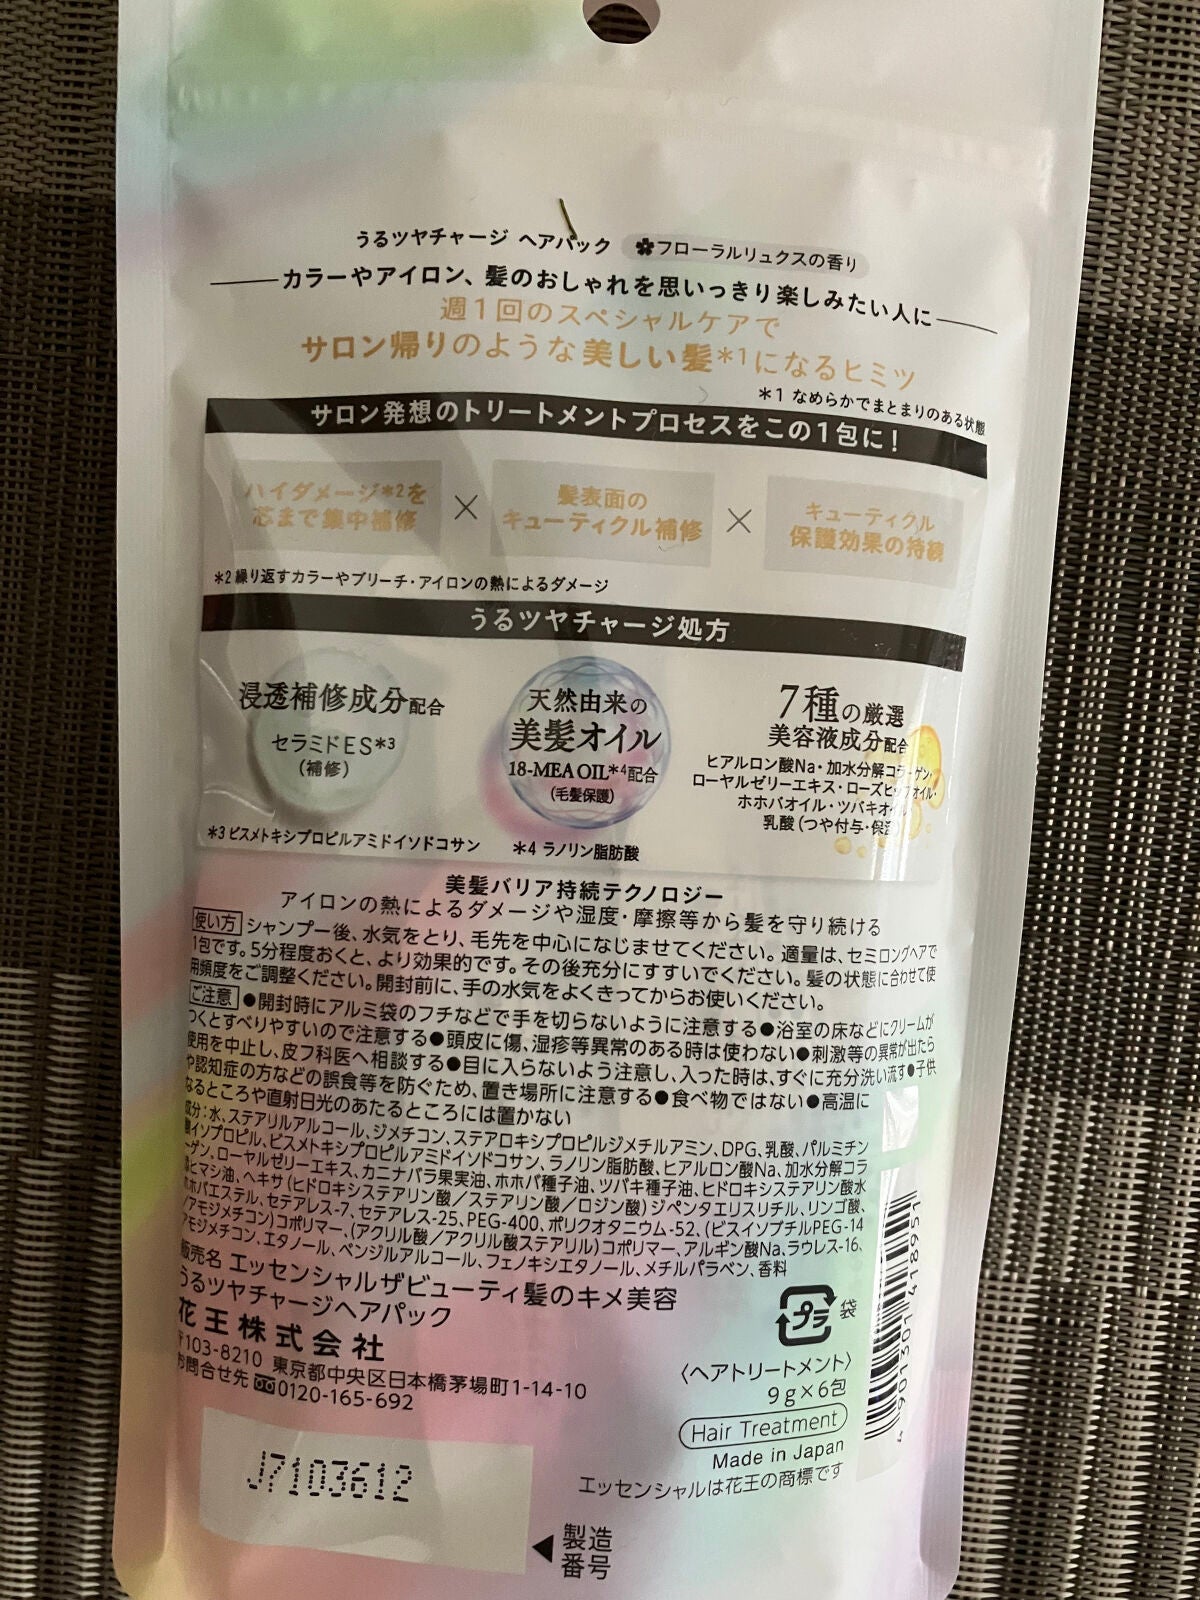 うるツヤチャージ ヘアパック フローラルリュクスの香り
カラーやアイロン、髪のおしゃれを思いっきり楽しみたい人に
週1回のスペシャルケアで
サロン帰りのような美しい髪*1になるヒミツ
*1 なめらかでまとまりのある状態
サロン発想のトリートメントプロセスをこの1包に!
ハイダメージ*2を
芯まで集中補修
×
髪表面の
キューティクル補修
×
キューティクル
保護効果の持続
*2 繰り返すカラーやブリーチ・アイロンの熱によるダメージ
うるツヤチャージ処方
浸透補修成分配合
セラミドES*3
(補修)
*3 ビスメトキシプロピルアミドイソドコサン
天然由来の
美髪オイル
18-MEA OIL*4配合
(毛髪保護)
*4 ラノリン脂肪酸
7種の厳選
美容液成分配合
ヒアルロン酸Na・加水分解コラーゲン・
ローヤルゼリーエキス・ローズヒップオイル・
ホホバオイル・ツバキオイル
乳酸(つや付与・保湿)
美髪バリア持続テクノロジー
アイロンの熱によるダメージや湿度・摩擦等から髪を守り続ける
使い方 シャンプー後、水気をとり、毛先を中心になじませてください。適量は、セミロングヘアで
1包です。5分程度おくと、より効果的です。その後充分にすすいでください。髪の状態に合わせて使
用頻度をご調整ください。開封前に、手の水気をよくきってからお使いください。
ご注意 ●開封時にアルミ袋のフチなどで手を切らないように注意する●浴室の床などにクリームが
つくとすべりやすいので注意する●頭皮に傷、湿疹等異常のある時は使わない●刺激等の異常が出たら
使用を中止し、皮フ科医へ相談する●目に入らないよう注意し、入った時は、すぐに充分洗い流す●子供
や認知症の方などの誤食等を防ぐため、置き場所に注意する●食べ物ではない●高温に
なるところや直射日光のあたるところには置かない
成分:水、ステアリルアルコール、ジメチコン、ステアロキシプロピルジメチルアミン、DPG、乳酸、パルミチン
酸イソプロピル、ビスメトキシプロピルアミドイソドコサン、ラノリン脂肪酸、ヒアルロン酸Na、加水分解コラ
ーゲン、ローヤルゼリーエキス、カニナバラ果実油、ホホバ種子油、ツバキ種子油、ヒドロキシステアリン酸水
添ヒマシ油、ヘキサ(ヒドロキシステアリン酸/ステアリン酸/ロジン酸)ジペンタエリスリチル、リンゴ酸、
ホホバエステル、セテアレス-7、セテアレス-25、PEG-400、ポリクオタニウム-52、(ビスイソブチルPEG-14
/アモジメチコン)コポリマー、(アクリル酸/アクリル酸ステアリル)コポリマー、アルギン酸Na、ラウレス-16、
アモジメチコン、エタノール、ベンジルアルコール、フェノキシエタノール、メチルパラベン、香料
販売名 エッセンシャルザビューティ髪のキメ美容
うるツヤチャージヘアパック
花王株式会社
〒103-8210 東京都中央区日本橋茅場町1-14-10
お問合せ先 0120-165-692
プラ 袋
〈ヘアトリートメント〉
9g×6包
Hair Treatment
Made in Japan
エッセンシャルは花王の商標です
4 901301 418951
J7103612
◀製造
番号